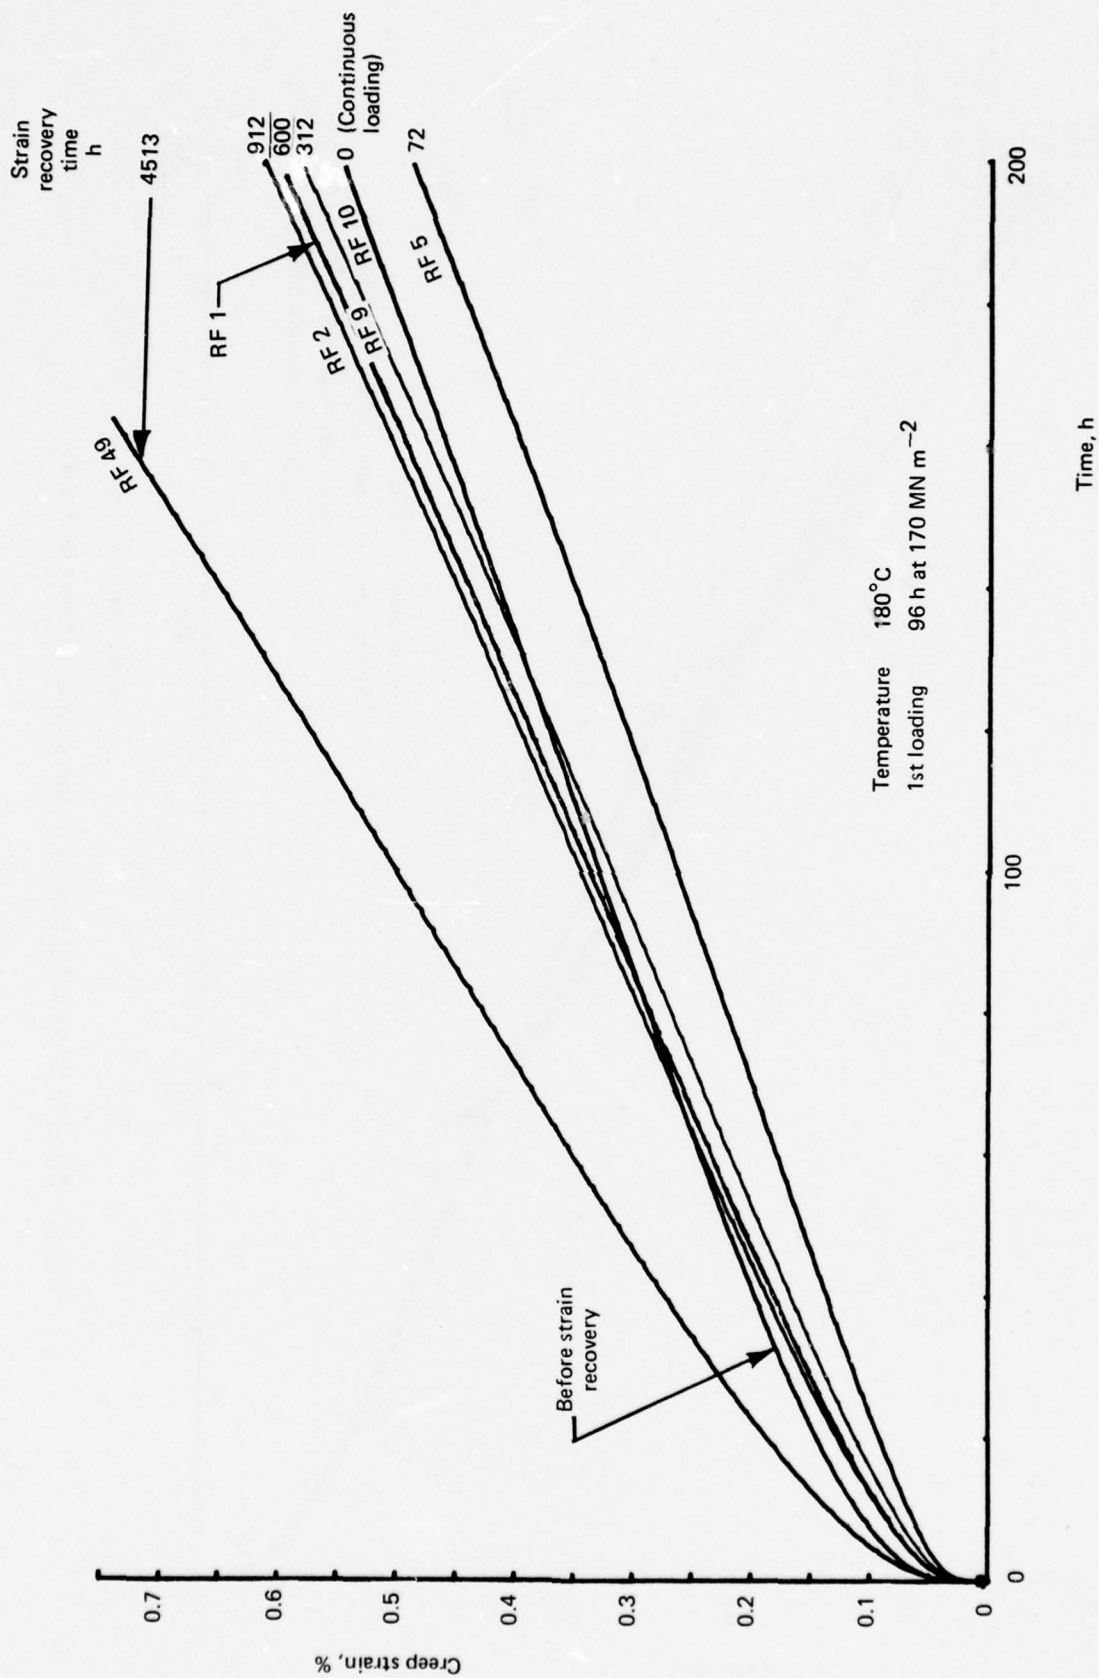 Strain
recovery
time
h
4513
912
600
312
0 (Continuous
loading)
72
RF 49
RF 1
RF 2
RF 9
RF 10
RF 5
Before strain
recovery
Temperature 180°C
1st loading 96 h at 170 MN m−2
Creep strain, %
0.7
0.6
0.5
0.4
0.3
0.2
0.1
0
0
100
200
Time, h